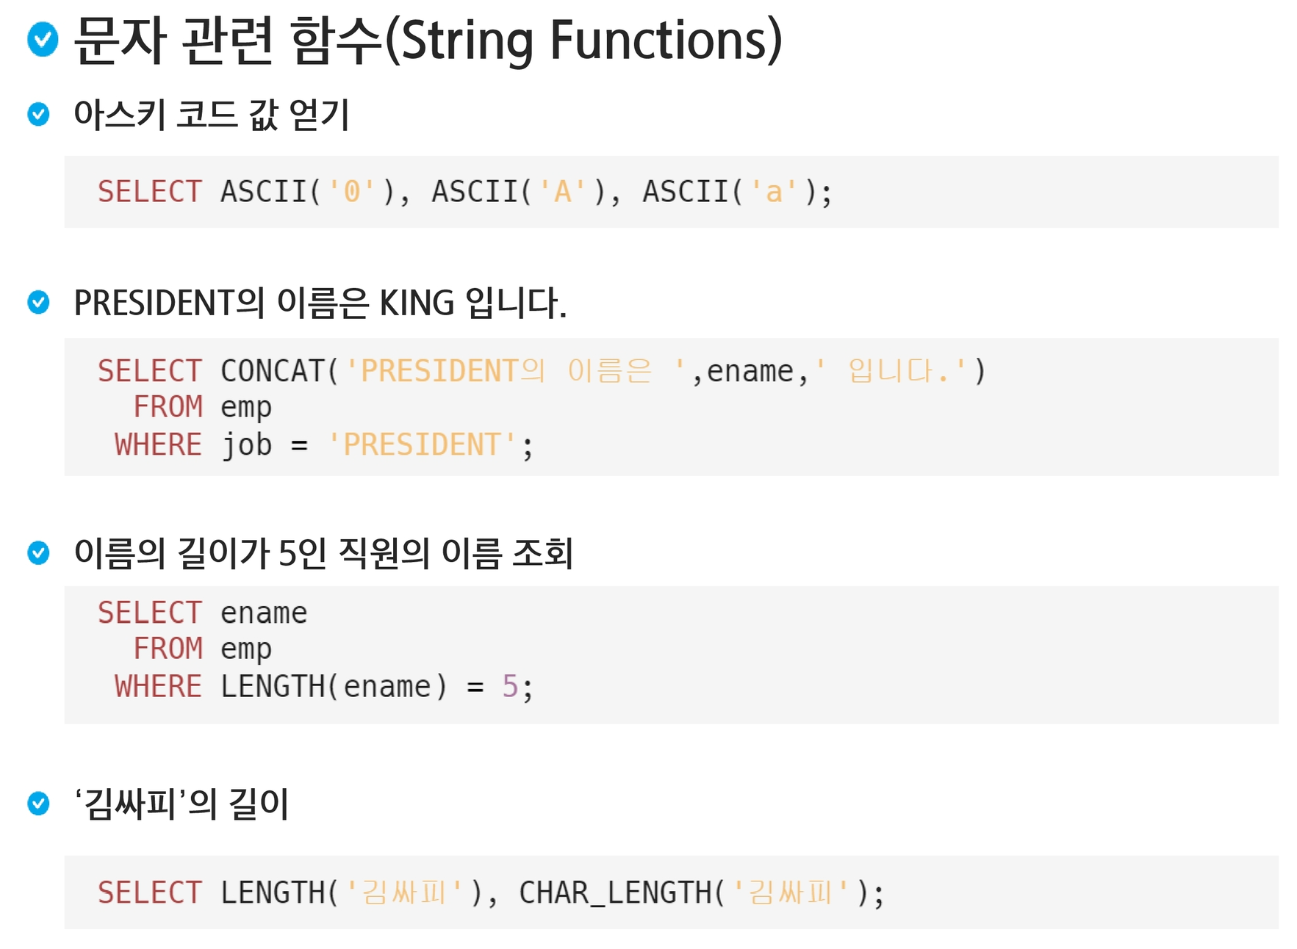 문자 관련 함수(String Functions)
아스키 코드 값 얻기
SELECT ASCII('0'), ASCII('A'), ASCII('a');
PRESIDENT의 이름은 KING 입니다.
SELECT CONCAT('PRESIDENT의 이름은 ',ename,' 입니다.')
FROM emp
WHERE job = 'PRESIDENT';
이름의 길이가 5인 직원의 이름 조회
SELECT ename
FROM emp
WHERE LENGTH(ename) = 5;
‘김싸피’의 길이
SELECT LENGTH('김싸피'), CHAR_LENGTH('김싸피');